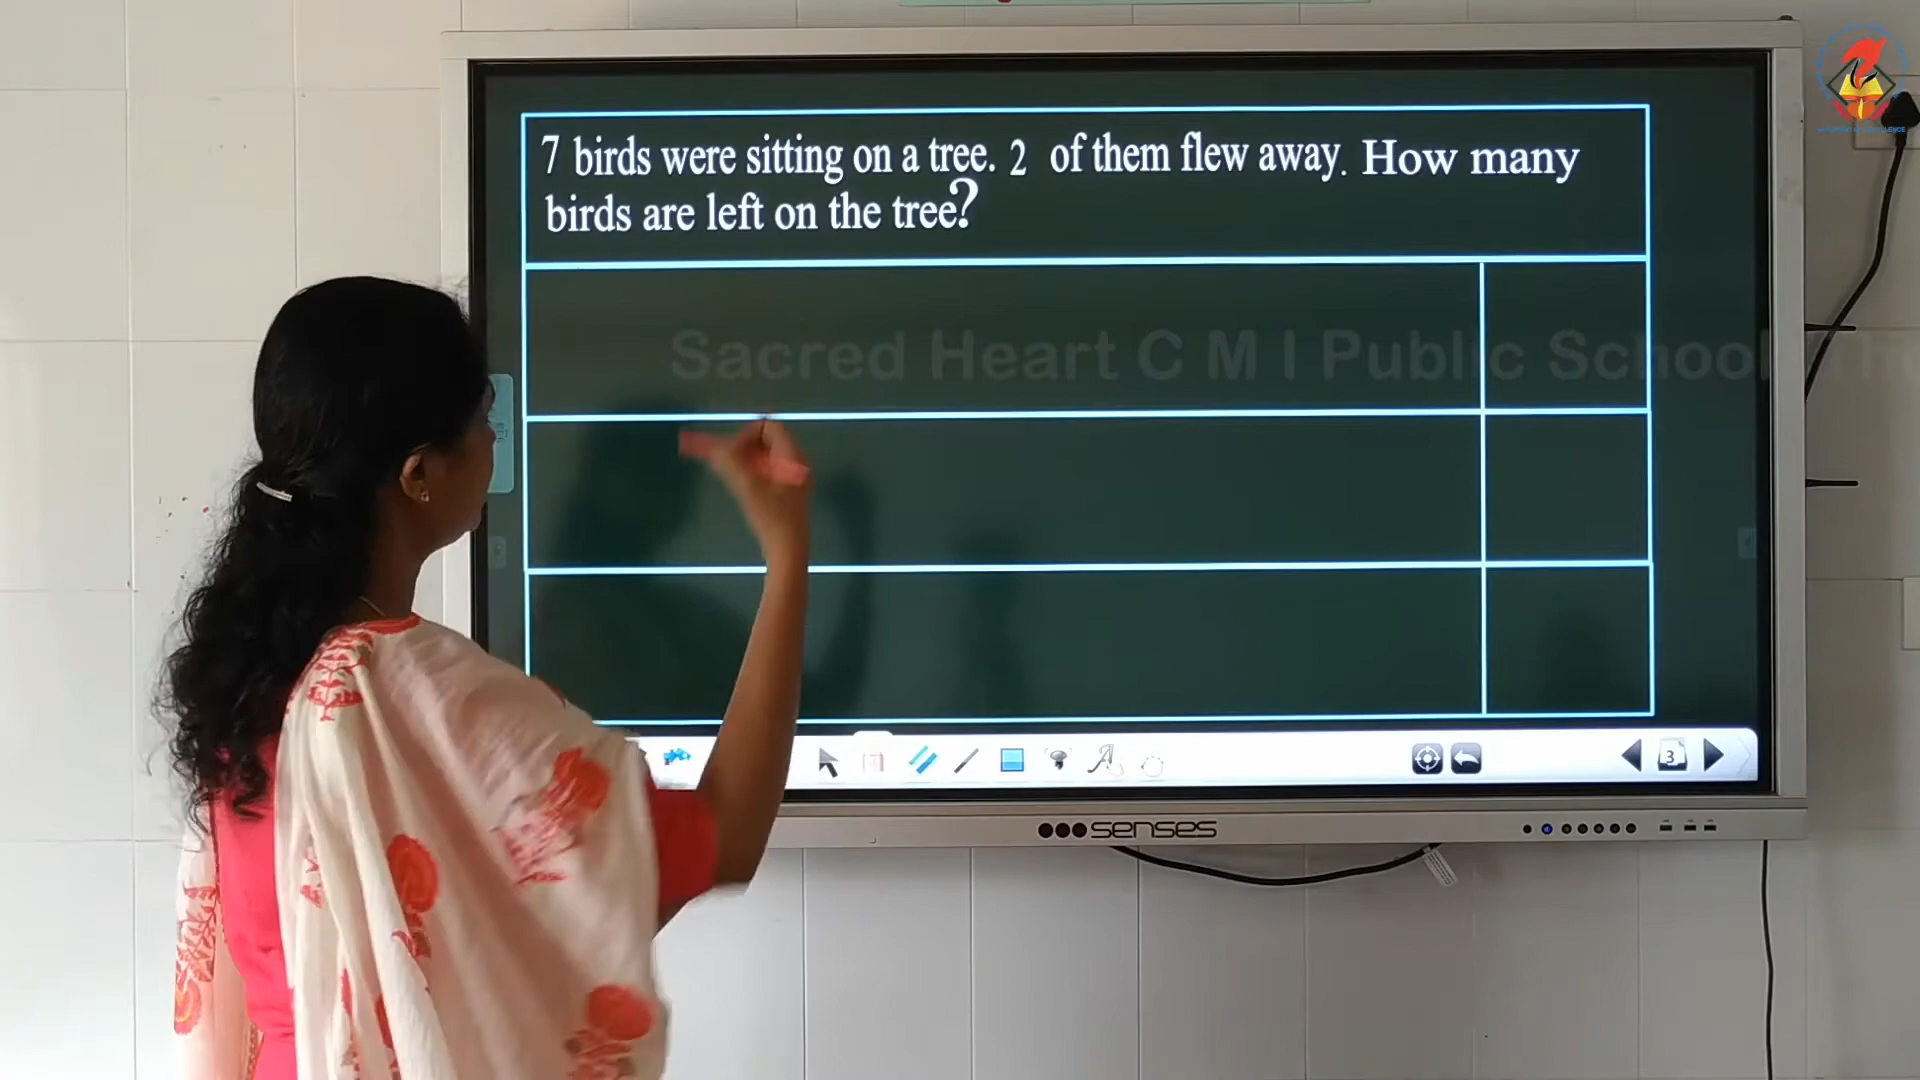 7 birds were sitting on a tree. 2 of them flew away. How many
birds are left on the tree?
Sacred Heart C M I Public School
3
senses